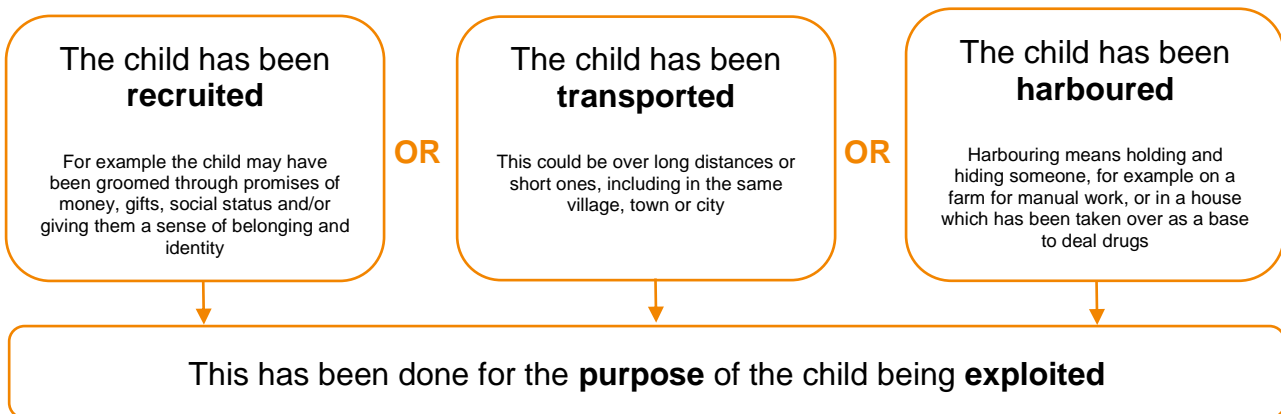 The child has been
recruited
For example the child may have
been groomed through promises of
money, gifts, social status and/or
giving them a sense of belonging and
identity
OR
The child has been
transported
This could be over long distances or
short ones, including in the same
village, town or city
OR
The child has been
harboured
Harbouring means holding and
hiding someone, for example on a
farm for manual work, or in a house
which has been taken over as a base
to deal drugs
This has been done for the purpose of the child being exploited